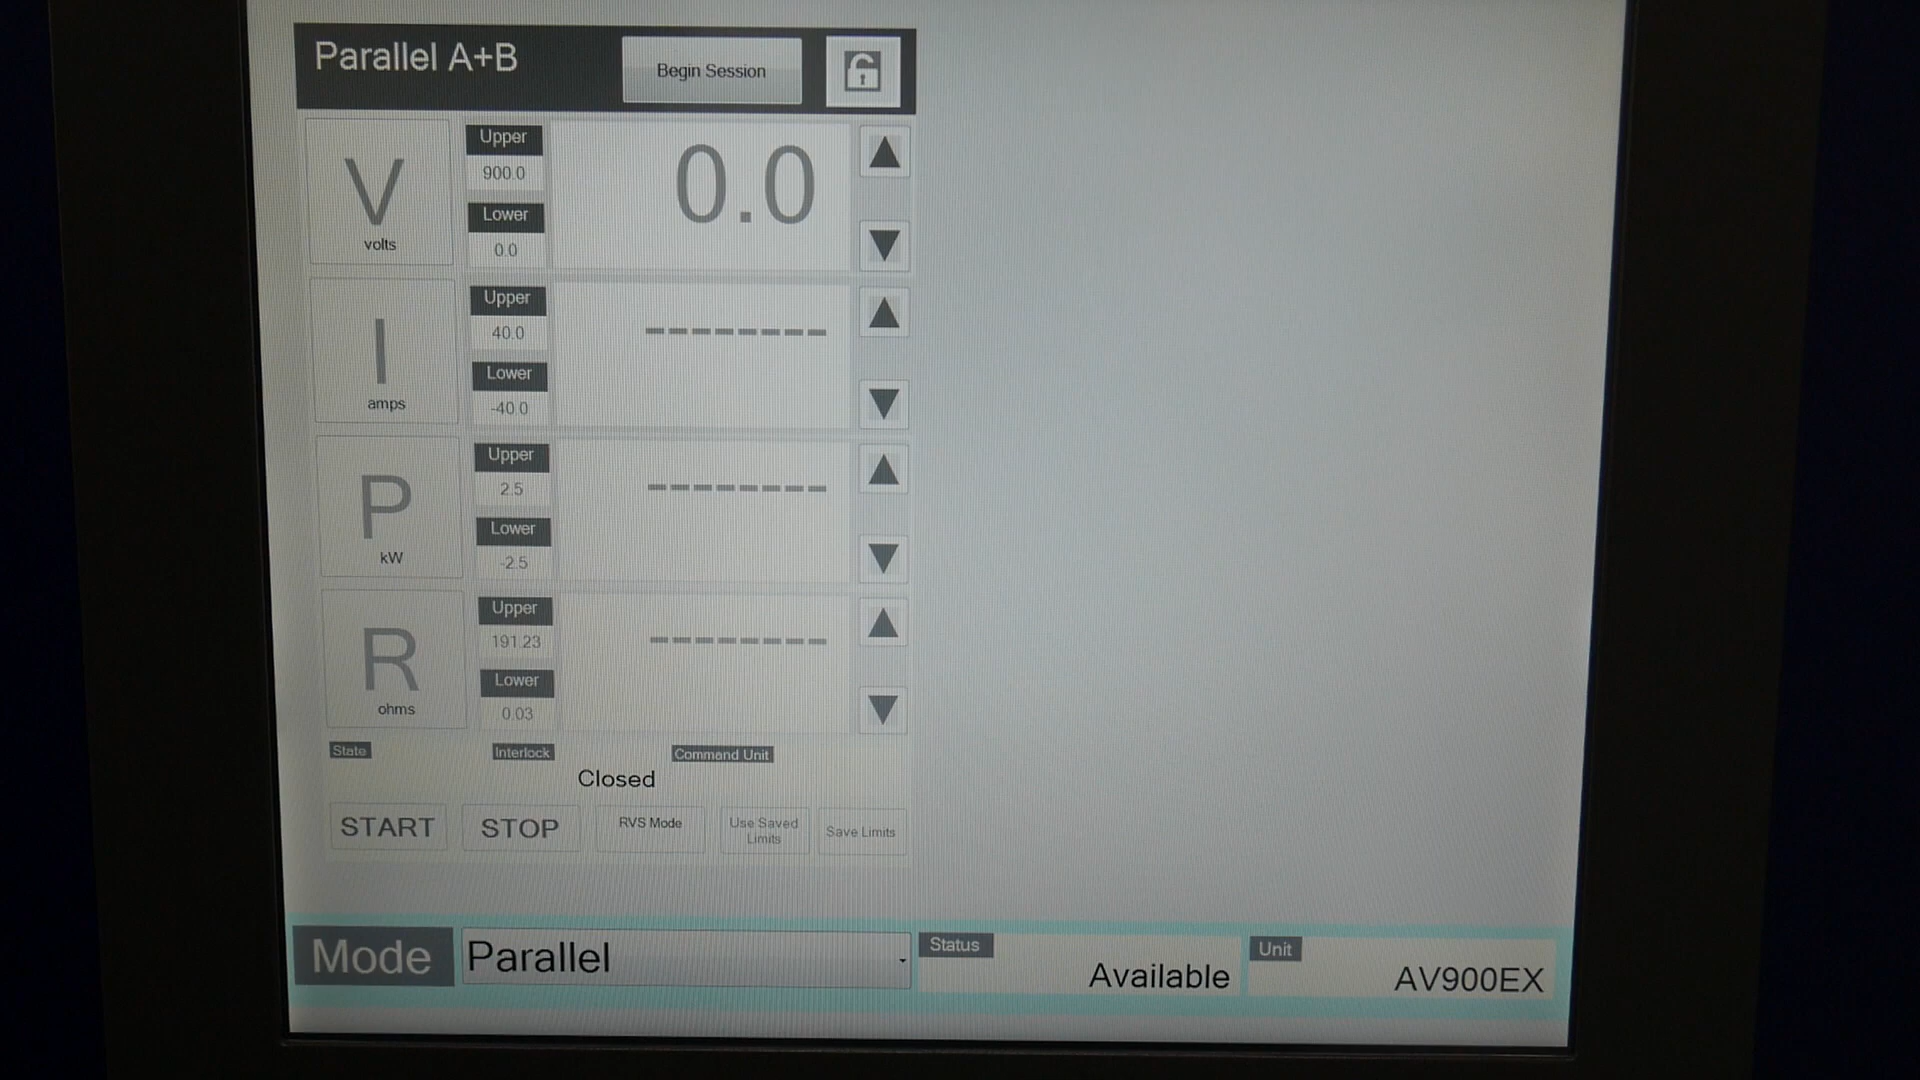 Parallel A+B
Begin Session
V
volts
Upper
900.0
Lower
0.0
0.0
I
amps
Upper
40.0
Lower
-40.0
--------
P
kW
Upper
2.5
Lower
-2.5
--------
R
ohms
Upper
191.23
Lower
0.03
--------
State
Interlock
Closed
Command Unit
START
STOP
RVS Mode
Use Saved
Limits
Save Limits
Mode
Parallel
Status
Available
Unit
AV900EX